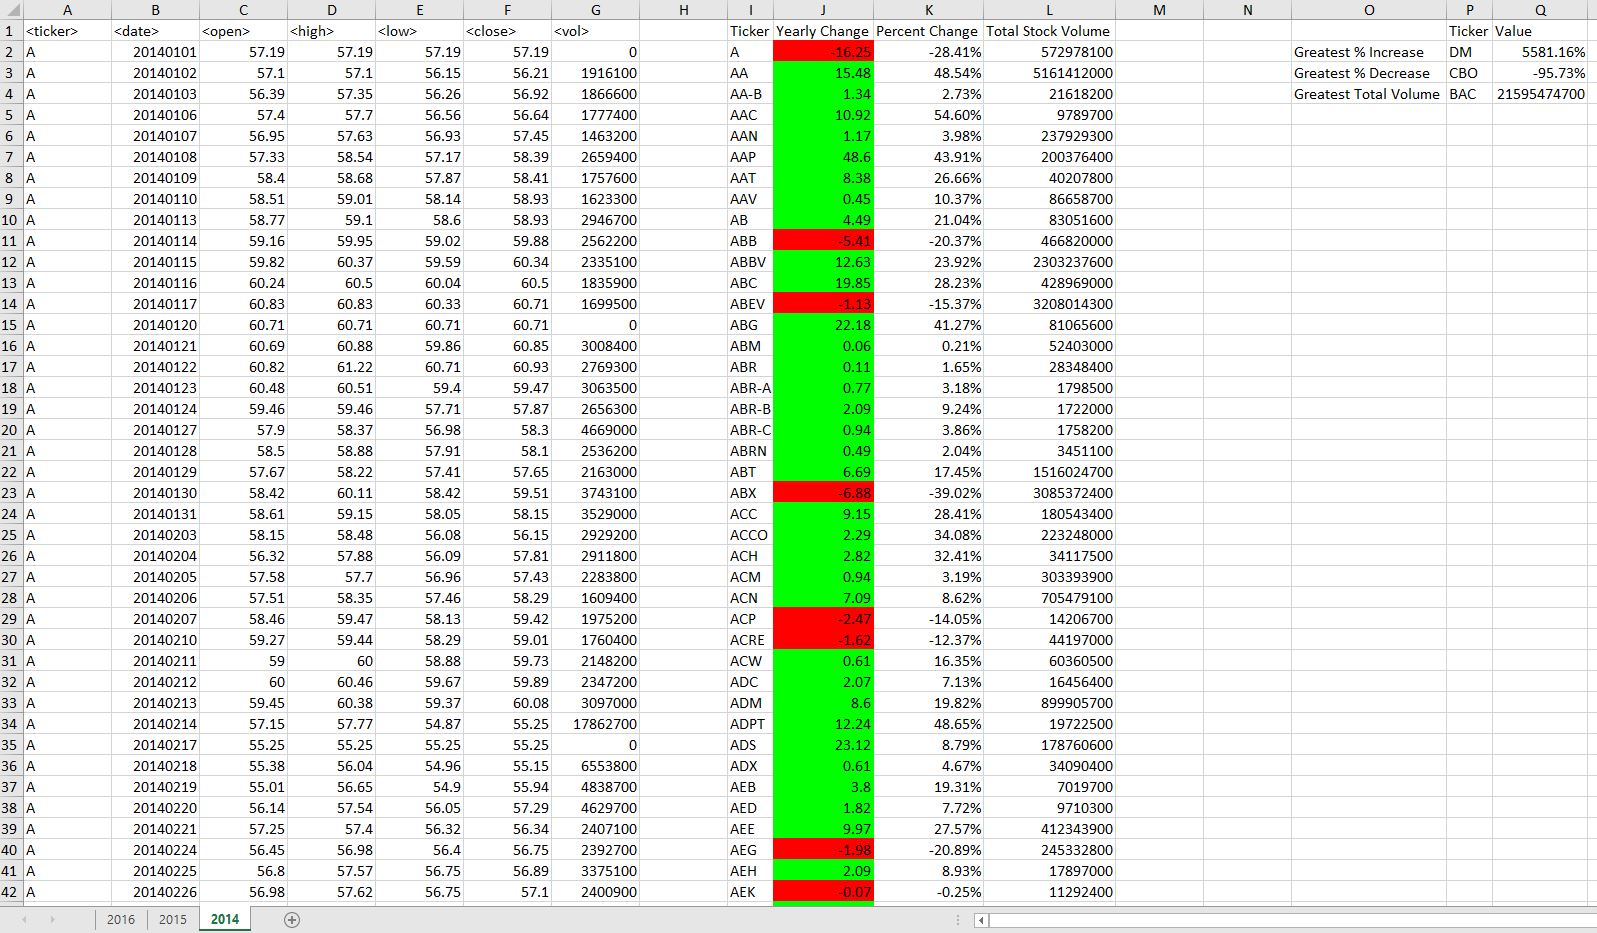 A B C D E F G H I J K L M N O P Q
1 <ticker> <date> <open> <high> <low> <close> <vol> Ticker Yearly Change Percent Change Total Stock Volume Ticker Value
2 A 20140101 57.19 57.19 57.19 57.19 0 A -16.25 -28.41% 572978100 Greatest % Increase DM 5581.16%
3 A 20140102 57.1 57.1 56.15 56.21 1916100 AA 15.48 48.54% 5161412000 Greatest % Decrease CBO -95.73%
4 A 20140103 56.39 57.35 56.26 56.92 1866600 AA-B 1.34 2.73% 21618200 Greatest Total Volume BAC 21595474700
5 A 20140106 57.4 57.7 56.56 56.64 1777400 AAC 10.92 54.60% 9789700
6 A 20140107 56.95 57.63 56.93 57.45 1463200 AAN 1.17 3.98% 237929300
7 A 20140108 57.33 58.54 57.17 58.39 2659400 AAP 48.6 43.91% 200376400
8 A 20140109 58.4 58.68 57.87 58.41 1757600 AAT 8.38 26.66% 40207800
9 A 20140110 58.51 59.01 58.14 58.93 1623300 AAV 0.45 10.37% 86658700
10 A 20140113 58.77 59.1 58.6 58.93 2946700 AB 4.49 21.04% 83051600
11 A 20140114 59.16 59.95 59.02 59.88 2562200 ABB -5.41 -20.37% 466820000
12 A 20140115 59.82 60.37 59.59 60.34 2335100 ABBV 12.63 23.92% 2303237600
13 A 20140116 60.24 60.5 60.04 60.5 1835900 ABC 19.85 28.23% 428969000
14 A 20140117 60.83 60.83 60.33 60.71 1699500 ABEV -1.13 -15.37% 3208014300
15 A 20140120 60.71 60.71 60.71 60.71 0 ABG 22.18 41.27% 81065600
16 A 20140121 60.69 60.88 59.86 60.85 3008400 ABM 0.06 0.21% 52403000
17 A 20140122 60.82 61.22 60.71 60.93 2769300 ABR 0.11 1.65% 28348400
18 A 20140123 60.48 60.51 59.4 59.47 3063500 ABR-A 0.77 3.18% 1798500
19 A 20140124 59.46 59.46 57.71 57.87 2656300 ABR-B 2.09 9.24% 1722000
20 A 20140127 57.9 58.37 56.98 58.3 4669000 ABR-C 0.94 3.86% 1758200
21 A 20140128 58.5 58.88 57.91 58.1 2536200 ABRN 0.49 2.04% 3451100
22 A 20140129 57.67 58.22 57.41 57.65 2163000 ABT 6.69 17.45% 1516024700
23 A 20140130 58.42 60.11 58.42 59.51 3743100 ABX -6.88 -39.02% 3085372400
24 A 20140131 58.61 59.15 58.05 58.15 3529000 ACC 9.15 28.41% 180543400
25 A 20140203 58.15 58.48 56.08 56.15 2929200 ACCO 2.29 34.08% 223248000
26 A 20140204 56.32 57.88 56.09 57.81 2911800 ACH 2.82 32.41% 34117500
27 A 20140205 57.58 57.7 56.96 57.43 2283800 ACM 0.94 3.19% 303393900
28 A 20140206 57.51 58.35 57.46 58.29 1609400 ACN 7.09 8.62% 705479100
29 A 20140207 58.46 59.47 58.13 59.42 1975200 ACP -2.47 -14.05% 14206700
30 A 20140210 59.27 59.44 58.29 59.01 1760400 ACRE -1.62 -12.37% 44197000
31 A 20140211 59 60 58.88 59.73 2148200 ACW 0.61 16.35% 60360500
32 A 20140212 60 60.46 59.67 59.89 2347200 ADC 2.07 7.13% 16456400
33 A 20140213 59.45 60.38 59.37 60.08 3097000 ADM 8.6 19.82% 899905700
34 A 20140214 57.15 57.77 54.87 55.25 17862700 ADPT 12.24 48.65% 19722500
35 A 20140217 55.25 55.25 55.25 55.25 0 ADS 23.12 8.79% 178760600
36 A 20140218 55.38 56.04 54.96 55.15 6553800 ADX 0.61 4.67% 34090400
37 A 20140219 55.01 56.65 54.9 55.94 4838700 AEB 3.8 19.31% 7019700
38 A 20140220 56.14 57.54 56.05 57.29 4629700 AED 1.82 7.72% 9710300
39 A 20140221 57.25 57.4 56.32 56.34 2407100 AEE 9.97 27.57% 412343900
40 A 20140224 56.45 56.98 56.4 56.75 2392700 AEG -1.98 -20.89% 245332800
41 A 20140225 56.8 57.57 56.75 56.89 3375100 AEH 2.09 8.93% 17897000
42 A 20140226 56.98 57.62 56.75 57.1 2400900 AEK -0.07 -0.25% 11292400
2016 2015 2014